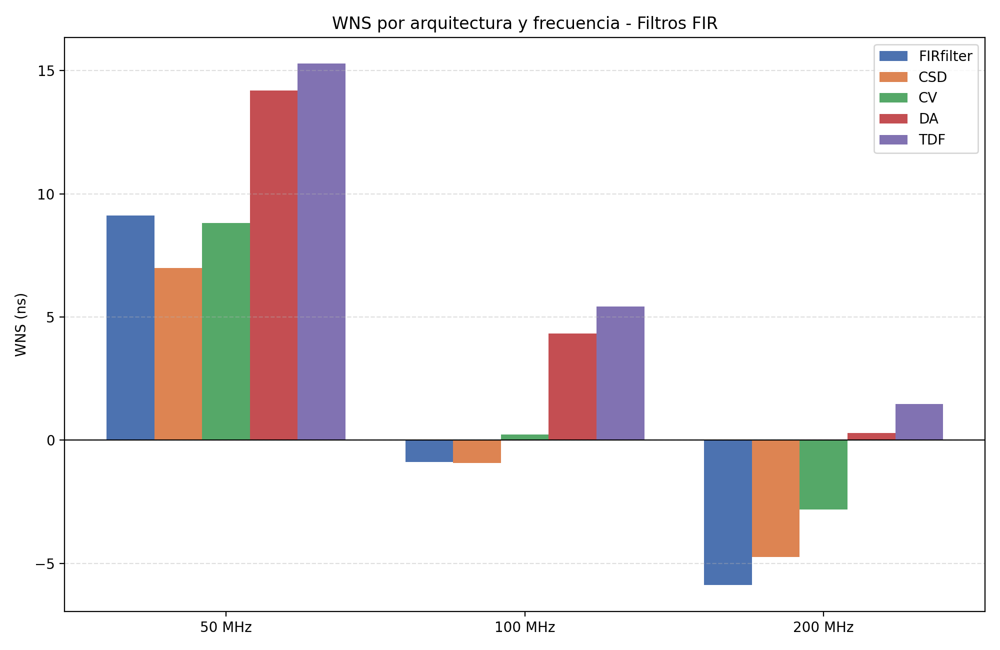 WNS por arquitectura y frecuencia - Filtros FIR
FIRfilter
CSD
CV
DA
TDF
WNS (ns)
15
10
5
0
−5
50 MHz
100 MHz
200 MHz